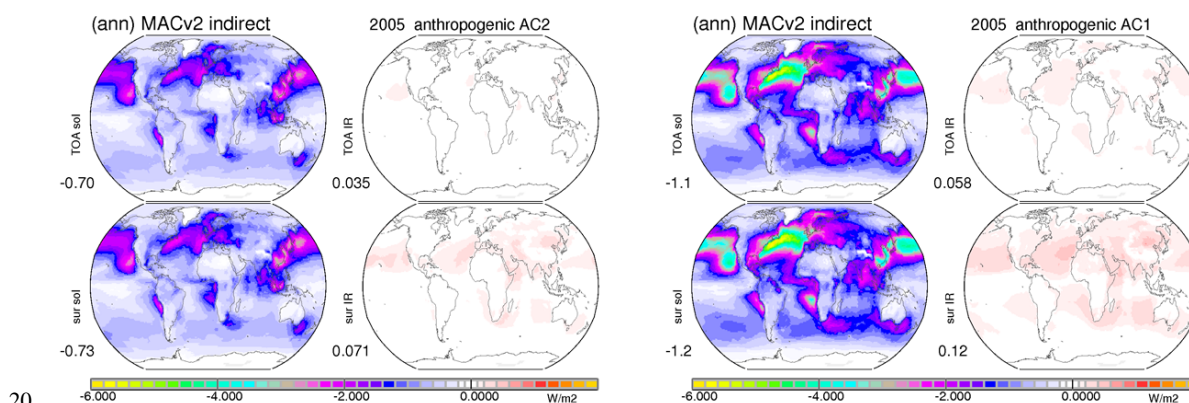 (ann) MACv2 indirect
2005 anthropogenic AC2
TOA sol
-0.70
TOA IR
0.035
sur sol
-0.73
sur IR
0.071
-6.000 -4.000 -2.000 0.0000 W/m2
(ann) MACv2 indirect
2005 anthropogenic AC1
TOA sol
-1.1
TOA IR
0.058
sur sol
-1.2
sur IR
0.12
-6.000 -4.000 -2.000 0.0000 W/m2
20